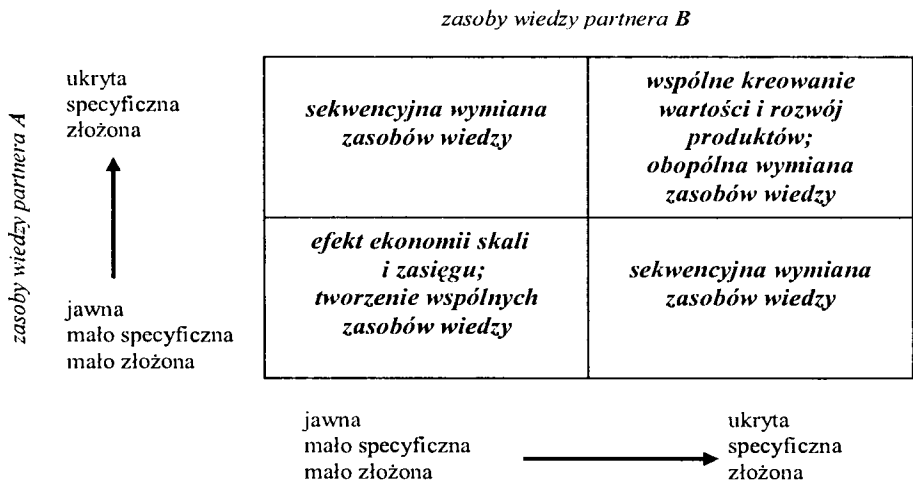 zasoby wiedzy partnera B
zasoby wiedzy partnera A
ukryta
specyficzna
złożona
sekwencyjna wymiana
zasobów wiedzy
wspólne kreowanie
wartości i rozwój
produktów;
obopólna wymiana
zasobów wiedzy
jawna
mało specyficzna
mało złożona
efekt ekonomii skali
i zasięgu;
tworzenie wspólnych
zasobów wiedzy
sekwencyjna wymiana
zasobów wiedzy
jawna
mało specyficzna
mało złożona
ukryta
specyficzna
złożona